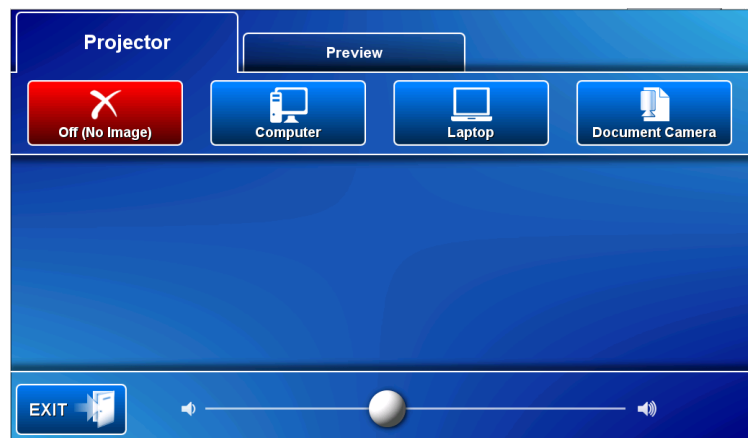 Projector
Preview
Off (No Image)
Computer
Laptop
Document Camera
EXIT